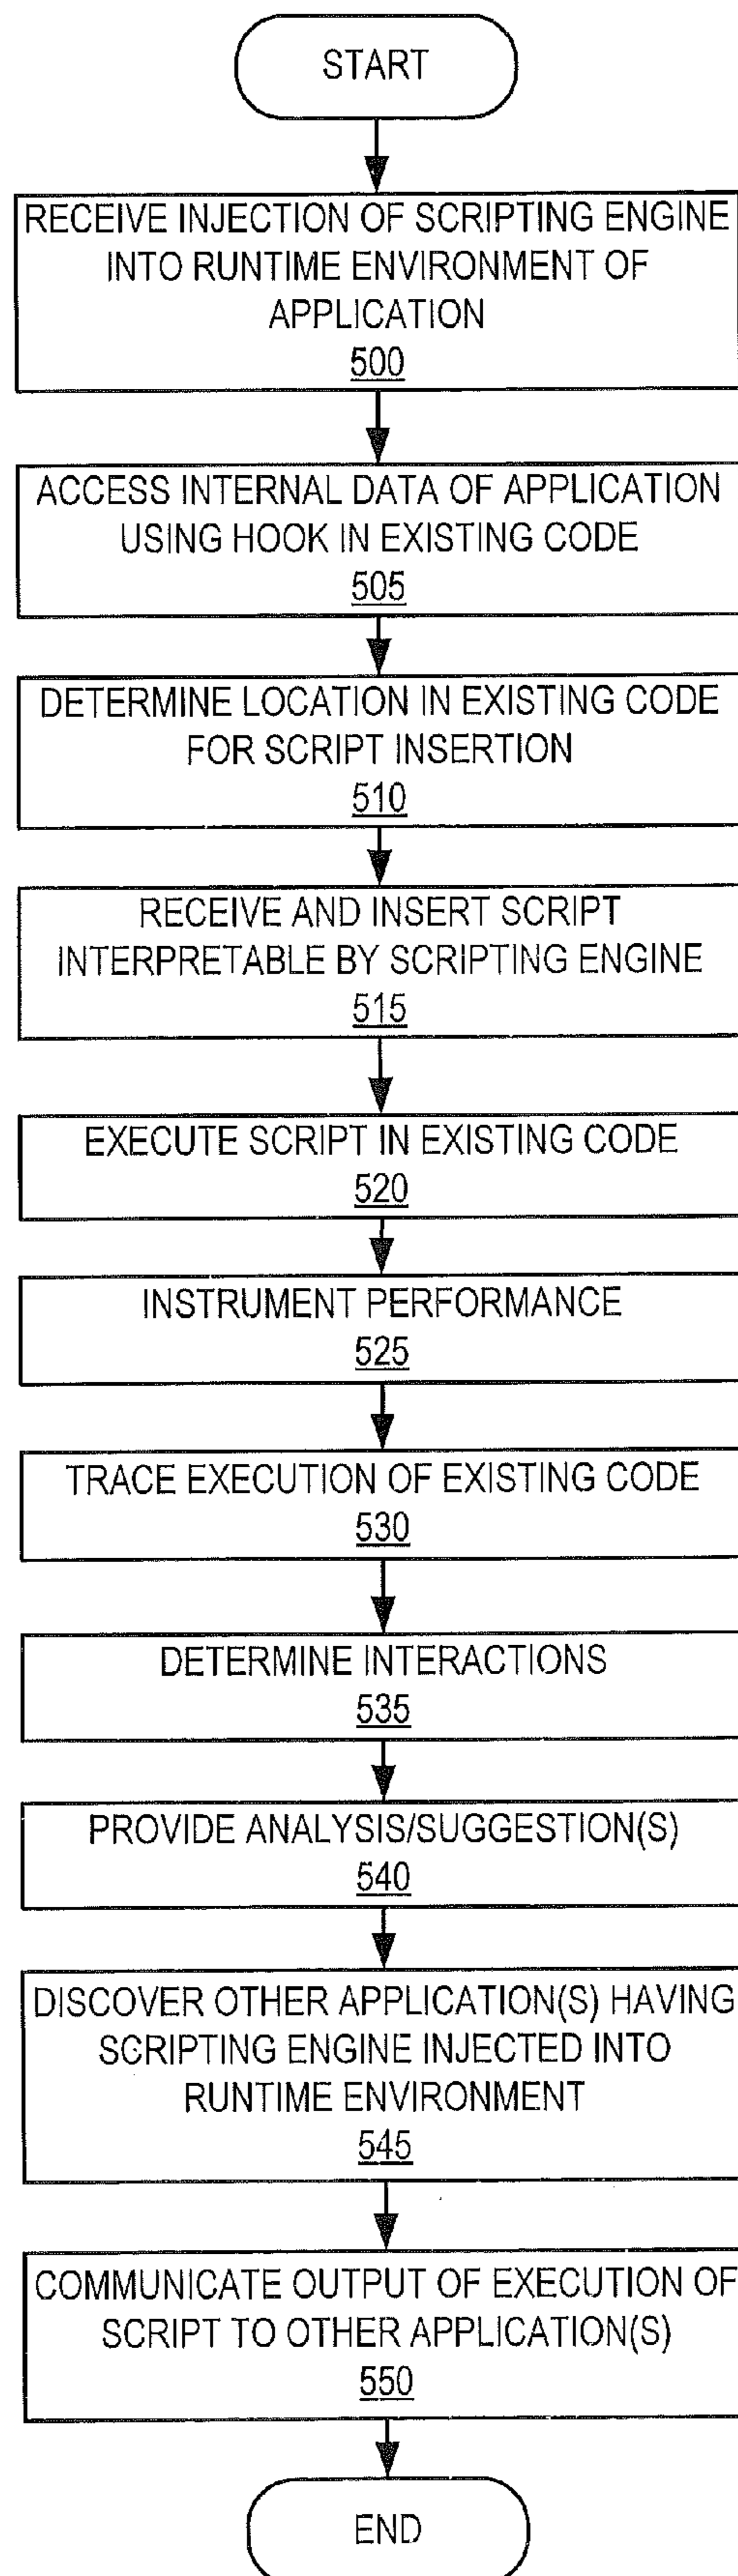 START
RECEIVE INJECTION OF SCRIPTING ENGINE
INTO RUNTIME ENVIRONMENT OF
APPLICATION
500
ACCESS INTERNAL DATA OF APPLICATION
USING HOOK IN EXISTING CODE
505
DETERMINE LOCATION IN EXISTING CODE
FOR SCRIPT INSERTION
510
RECEIVE AND INSERT SCRIPT
INTERPRETABLE BY SCRIPTING ENGINE
515
EXECUTE SCRIPT IN EXISTING CODE
520
INSTRUMENT PERFORMANCE
525
TRACE EXECUTION OF EXISTING CODE
530
DETERMINE INTERACTIONS
535
PROVIDE ANALYSIS/SUGGESTION(S)
540
DISCOVER OTHER APPLICATION(S) HAVING
SCRIPTING ENGINE INJECTED INTO
RUNTIME ENVIRONMENT
545
COMMUNICATE OUTPUT OF EXECUTION OF
SCRIPT TO OTHER APPLICATION(S)
550
END